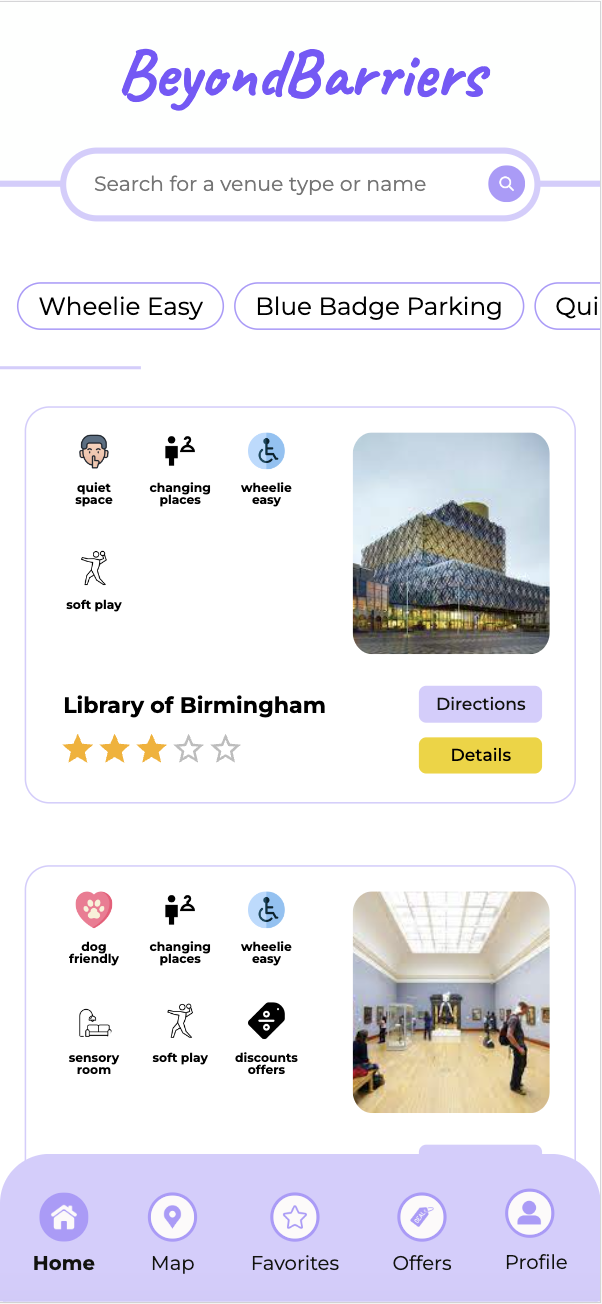 BeyondBarriers
Search for a venue type or name
Wheelie Easy
Blue Badge Parking
Qui
quiet
space
changing
places
wheelie
easy
soft play
Library of Birmingham
Directions
Details
dog
friendly
changing
places
wheelie
easy
sensory
room
soft play
discounts
offers
Home
Map
Favorites
Offers
Profile